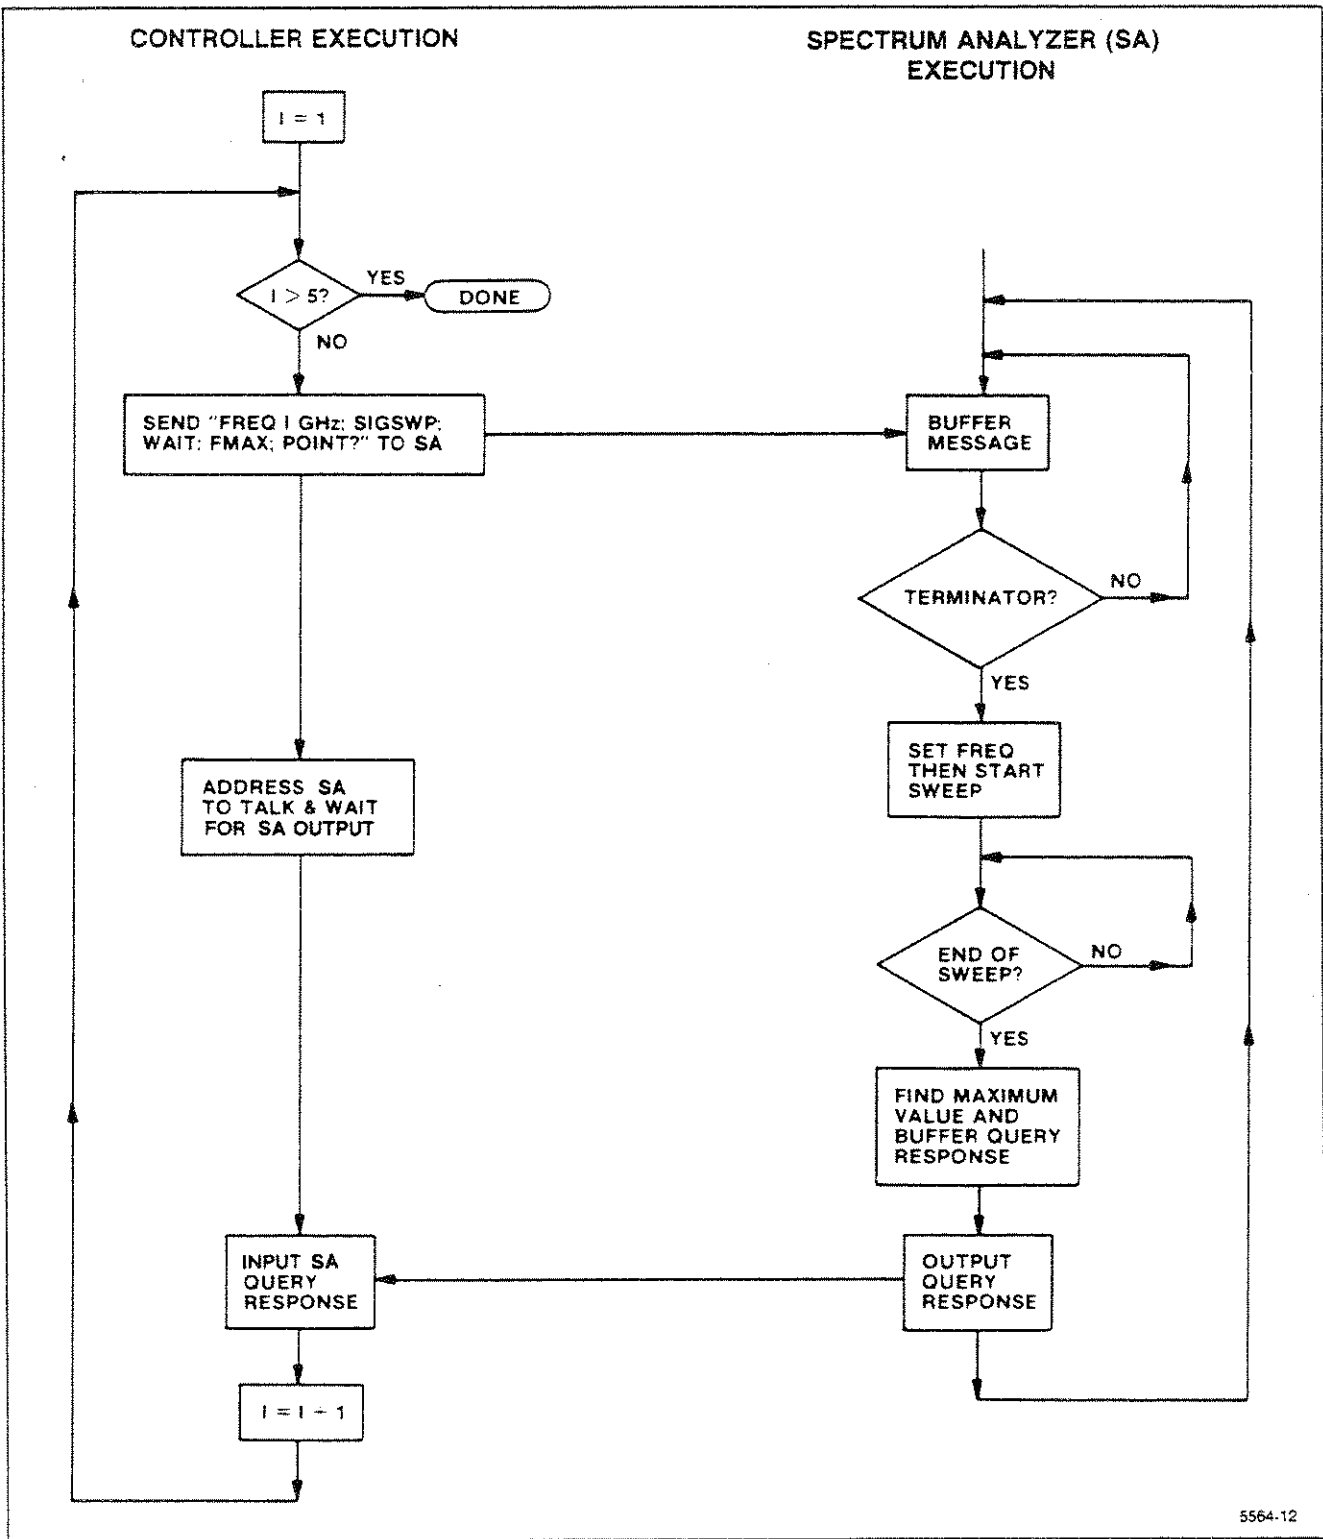 CONTROLLER EXECUTION
SPECTRUM ANALYZER (SA)
EXECUTION
I = 1
I > 5?
YES
DONE
NO
SEND "FREQ I GHz; SIGSWP;
WAIT; FMAX; POINT?" TO SA
BUFFER
MESSAGE
TERMINATOR?
NO
YES
SET FREQ
THEN START
SWEEP
ADDRESS SA
TO TALK & WAIT
FOR SA OUTPUT
END OF
SWEEP?
NO
YES
FIND MAXIMUM
VALUE AND
BUFFER QUERY
RESPONSE
INPUT SA
QUERY
RESPONSE
OUTPUT
QUERY
RESPONSE
I = I + 1
5564-12